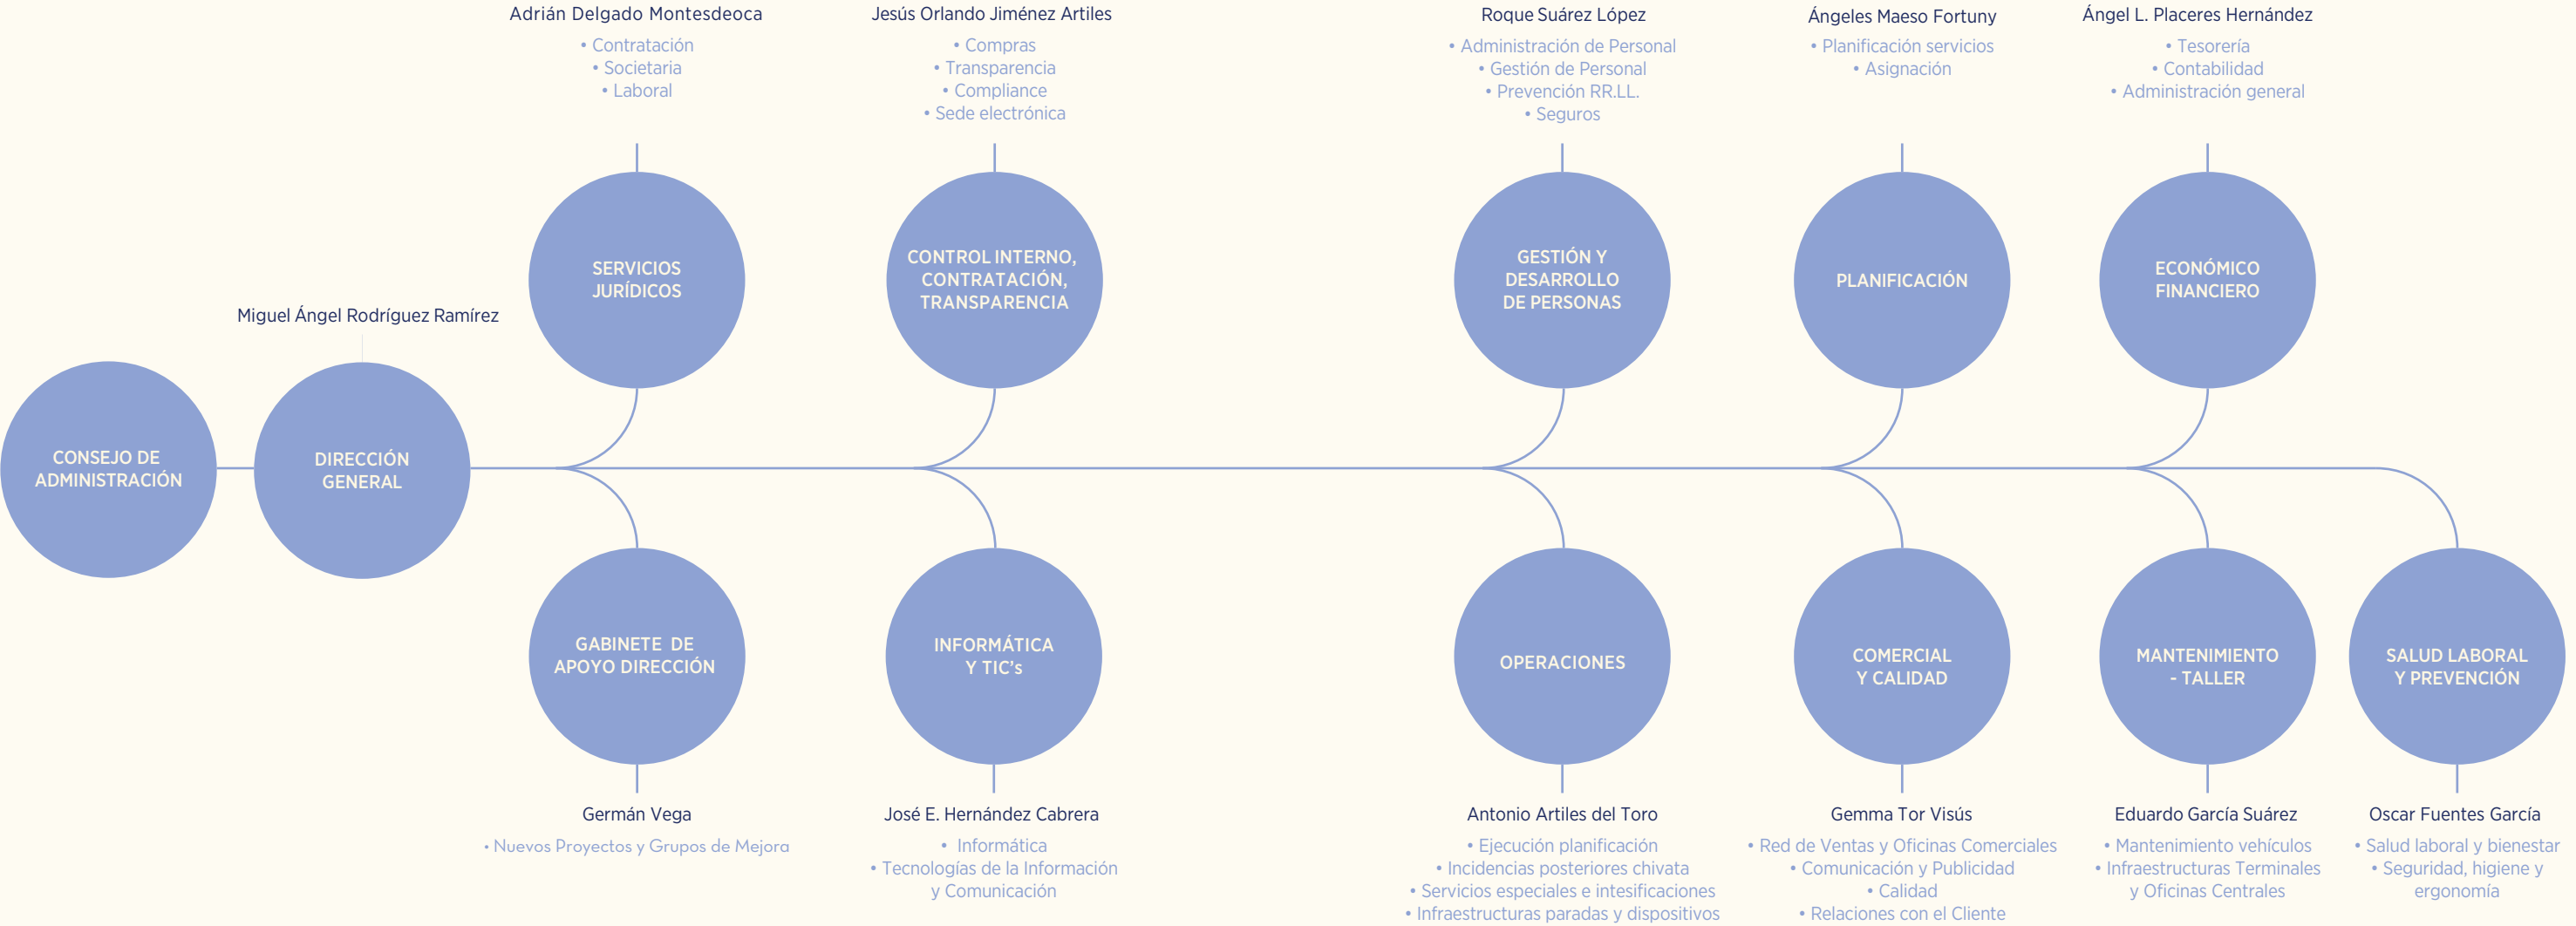 Adrián Delgado Montesdeoca
• Contratación
• Societaria
• Laboral
SERVICIOS
JURÍDICOS
Jesús Orlando Jiménez Artiles
• Compras
• Transparencia
• Compliance
• Sede electrónica
CONTROL INTERNO,
CONTRATACIÓN,
TRANSPARENCIA
Roque Suárez López
• Administración de Personal
• Gestión de Personal
• Prevención RR.LL.
• Seguros
GESTIÓN Y
DESARROLLO
DE PERSONAS
Ángeles Maeso Fortuny
• Planificación servicios
• Asignación
PLANIFICACIÓN
Ángel L. Placeres Hernández
• Tesorería
• Contabilidad
• Administración general
ECONÓMICO
FINANCIERO
Miguel Ángel Rodríguez Ramírez
CONSEJO DE
ADMINISTRACIÓN
DIRECCIÓN
GENERAL
GABINETE DE
APOYO DIRECCIÓN
Germán Vega
• Nuevos Proyectos y Grupos de Mejora
INFORMÁTICA
Y TIC's
José E. Hernández Cabrera
• Informática
• Tecnologías de la Información
y Comunicación
OPERACIONES
Antonio Artiles del Toro
• Ejecución planificación
• Incidencias posteriores chivata
• Servicios especiales e intesificaciones
• Infraestructuras paradas y dispositivos
COMERCIAL
Y CALIDAD
Gemma Tor Visús
• Red de Ventas y Oficinas Comerciales
• Comunicación y Publicidad
• Calidad
• Relaciones con el Cliente
MANTENIMIENTO
- TALLER
Eduardo García Suárez
• Mantenimiento vehículos
• Infraestructuras Terminales
y Oficinas Centrales
SALUD LABORAL
Y PREVENCIÓN
Oscar Fuentes García
• Salud laboral y bienestar
• Seguridad, higiene y
ergonomía